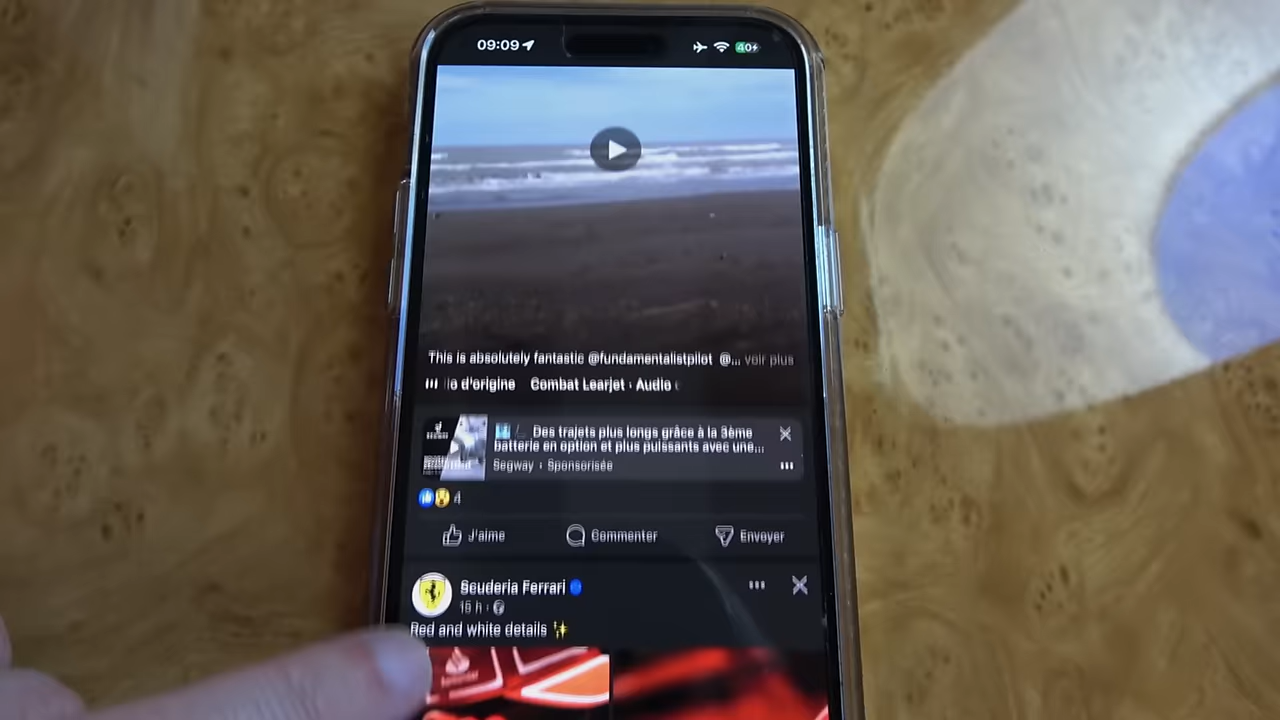 09:09
40
This is absolutely fantastic @fundamentalistpilot @... voir plus
o d'origine Combat Learjet · Audio
Des trajets plus longs grâce à la 3ème
batterie en option et plus puissants avec une...
Segway · Sponsorisée
4
J'aime
Commenter
Envoyer
Scuderia Ferrari
15 h ·
Red and white details